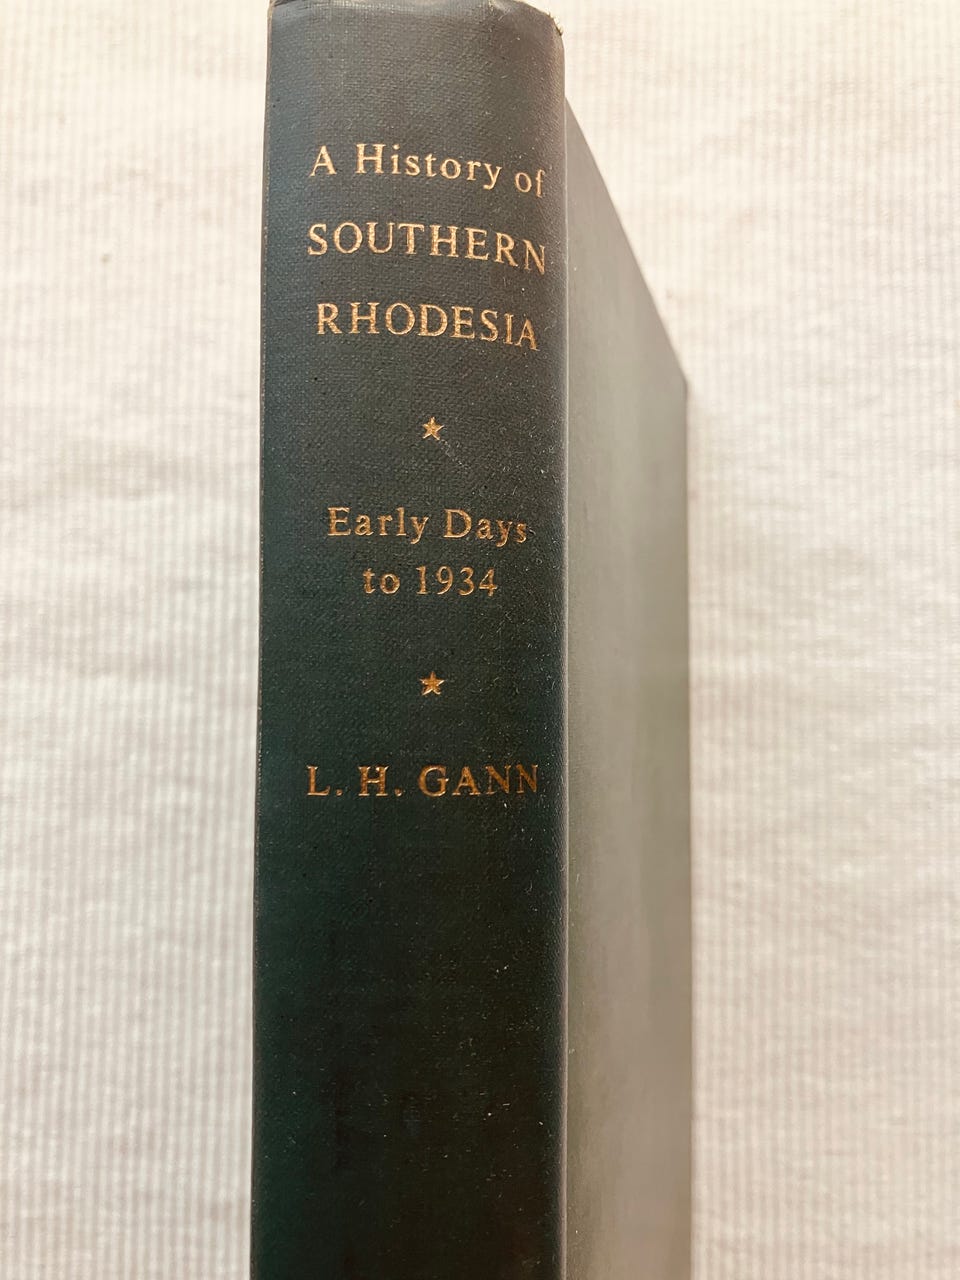 A History of
SOUTHERN
RHODESIA
Early Days
to 1934
L. H. GANN